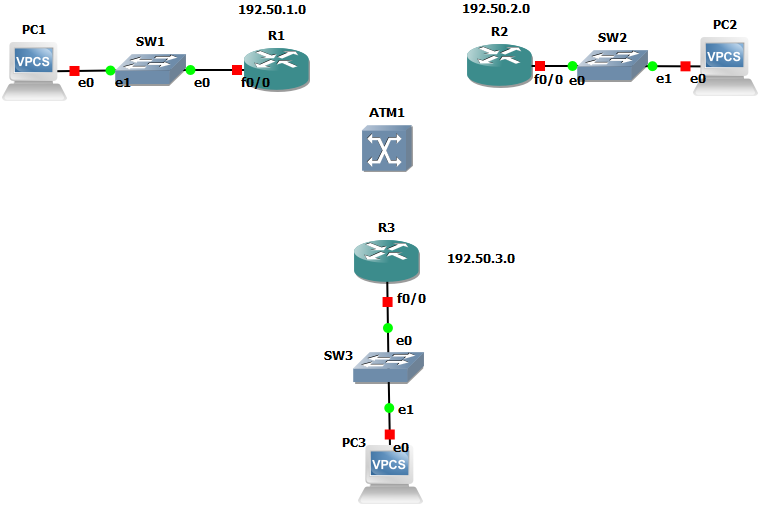 192.50.1.0
192.50.2.0
PC1
SW1
R1
R2
SW2
PC2
VPCS
e0
e1
e0
f0/0
f0/0
e0
e1
e0
VPCS
ATM1
R3
192.50.3.0
f0/0
e0
SW3
e1
PC3
e0
VPCS